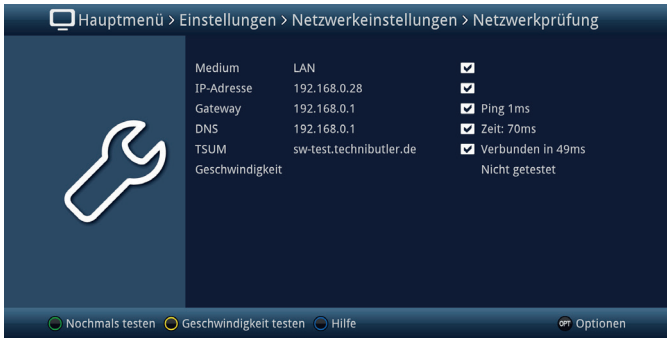 Hauptmenü > Einstellungen > Netzwerkeinstellungen > Netzwerkprüfung
Medium LAN
IP-Adresse 192.168.0.28
Gateway 192.168.0.1 Ping 1ms
DNS 192.168.0.1 Zeit: 70ms
TSUM sw-test.technibutler.de Verbunden in 49ms
Geschwindigkeit Nicht getestet
Nochmals testen Geschwindigkeit testen Hilfe OPT Optionen